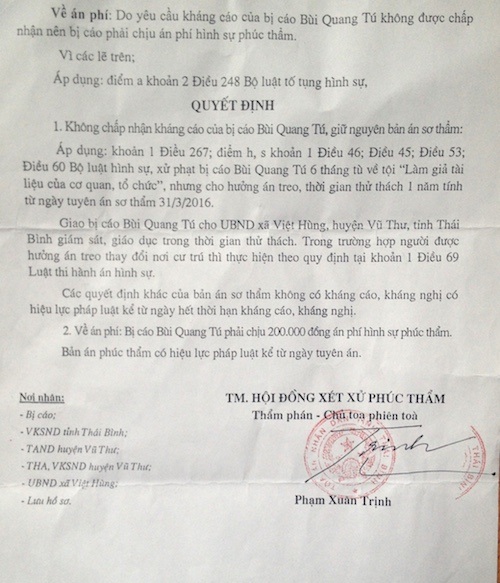 Về án phí: Do yêu cầu kháng cáo của bị cáo Bùi Quang Tú không được chấp
nhận nên bị cáo phải chịu án phí hình sự phúc thẩm.
Vì các lẽ trên;
Áp dụng: điểm a khoản 2 Điều 248 Bộ luật tố tụng hình sự,
QUYẾT ĐỊNH
1. Không chấp nhận kháng cáo của bị cáo Bùi Quang Tú, giữ nguyên bản án sơ thẩm:
Áp dụng: khoản 1 Điều 267; điểm h, s khoản 1 Điều 46; Điều 45; Điều 53;
Điều 60 Bộ luật hình sự, xử phạt bị cáo Bùi Quang Tú 6 tháng tù về tội “Làm giả tài
liệu của cơ quan, tổ chức”, nhưng cho hưởng án treo, thời gian thử thách 1 năm tính
từ ngày tuyên án sơ thẩm 31/3/2016.
Giao bị cáo Bùi Quang Tú cho UBND xã Việt Hùng, huyện Vũ Thư, tỉnh Thái
Bình giám sát, giáo dục trong thời gian thử thách. Trong trường hợp người được
hưởng án treo thay đổi nơi cư trú thì thực hiện theo quy định tại khoản 1 Điều 69
Luật thi hành án hình sự.
Các quyết định khác của bản án sơ thẩm không có kháng cáo, kháng nghị có
hiệu lực pháp luật kể từ ngày hết thời hạn kháng cáo, kháng nghị.
2. Về án phí: Bị cáo Bùi Quang Tú phải chịu 200.000 đồng án phí hình sự phúc thẩm.
Bản án phúc thẩm có hiệu lực pháp luật kể từ ngày tuyên án.
Nơi nhận:
- Bị cáo;
- VKSND tỉnh Thái Bình;
- TAND huyện Vũ Thư;
- THA, VKSND huyện Vũ Thư;
- UBND xã Việt Hùng;
- Lưu hồ sơ.
TM. HỘI ĐỒNG XÉT XỬ PHÚC THẨM
Thẩm phán - Chủ tọa phiên toà
Phạm Xuân Trịnh